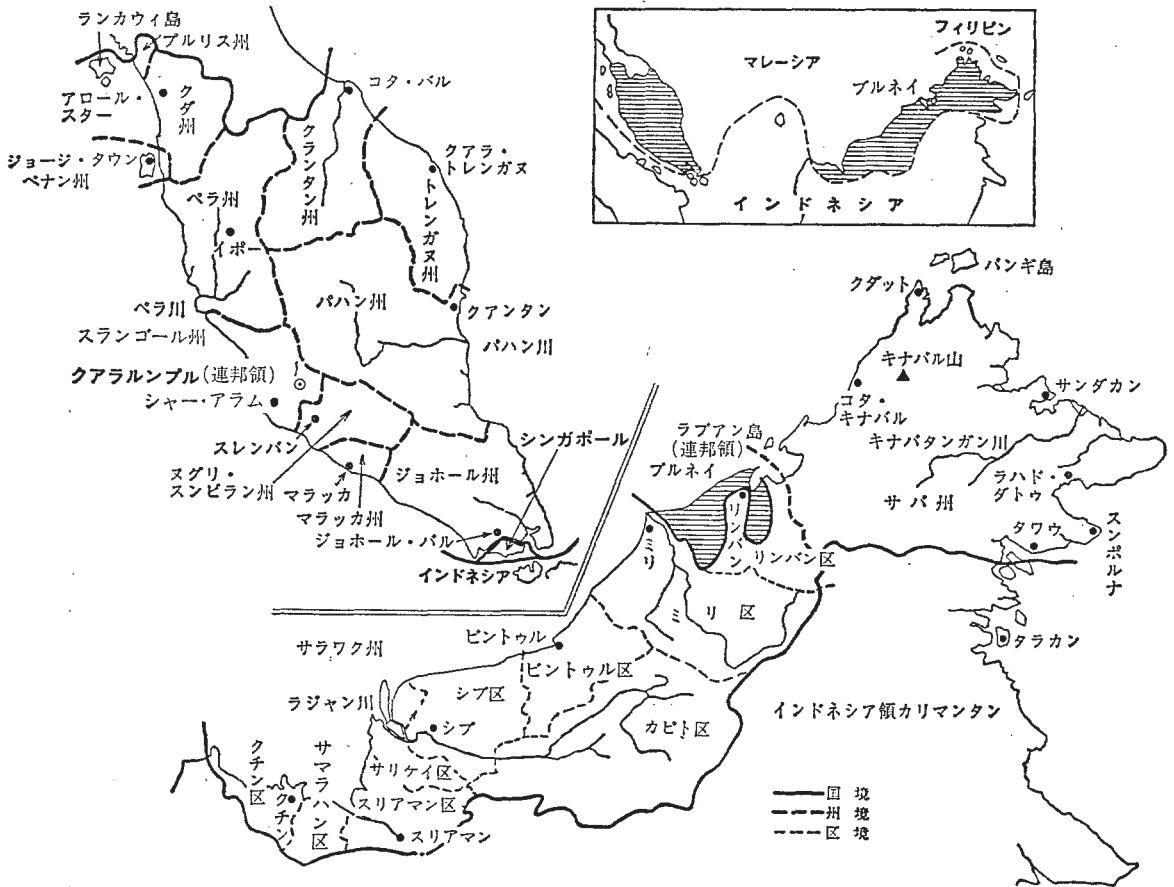 ランカウィ島
プルリス州
アロール・
スター
クダ州
コタ・バル
ジョージ・タウン
ペナン州
クランタン州
クアラ・
トレンガヌ
トレンガヌ州
ペラ州
イポー
ペラ川
スランゴール州
パハン州
クアンタン
パハン川
クアラルンプル(連邦領)
シャー・アラム
スレンバン
ヌグリ・
スンビラン州
マラッカ
マラッカ州
ジョホール州
シンガポール
ジョホール・バル
インドネシア
フィリピン
マレーシア
ブルネイ
インドネシア
バンギ島
クダット
キナバル山
コタ・
キナバル
サンダカン
キナバタンガン川
ラブアン島
(連邦領)
ブルネイ
サバ州
ラハド・
ダトゥ
タワウ
スンポルナ
リンバン
リンバン区
ミリ
ミリ区
タラカン
サラワク州
ビントゥル
ビントゥル区
ラジャン川
シブ区
シブ
カピト区
インドネシア領カリマンタン
サリケイ区
クチン区
クチン
サマラハン区
スリアマン区
スリアマン
国境
州境
区境